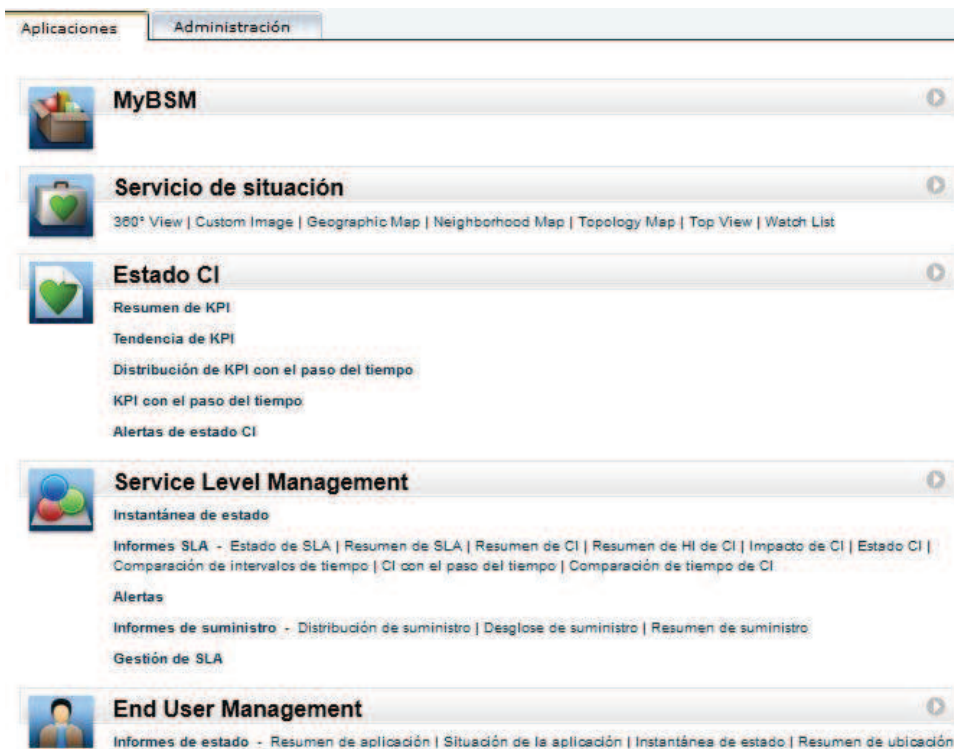 Aplicaciones Administración
MyBSM
Servicio de situación
360° View | Custom Image | Geographic Map | Neighborhood Map | Topology Map | Top View | Watch List
Estado CI
Resumen de KPI
Tendencia de KPI
Distribución de KPI con el paso del tiempo
KPI con el paso del tiempo
Alertas de estado CI
Service Level Management
Instantánea de estado
Informes SLA - Estado de SLA | Resumen de SLA | Resumen de CI | Resumen de HI de CI | Impacto de CI | Estado CI |
Comparación de intervalos de tiempo | CI con el paso del tiempo | Comparación de tiempo de CI
Alertas
Informes de suministro - Distribución de suministro | Desglose de suministro | Resumen de suministro
Gestión de SLA
End User Management
Informes de estado - Resumen de aplicación | Situación de la aplicación | Instantánea de estado | Resumen de ubicación